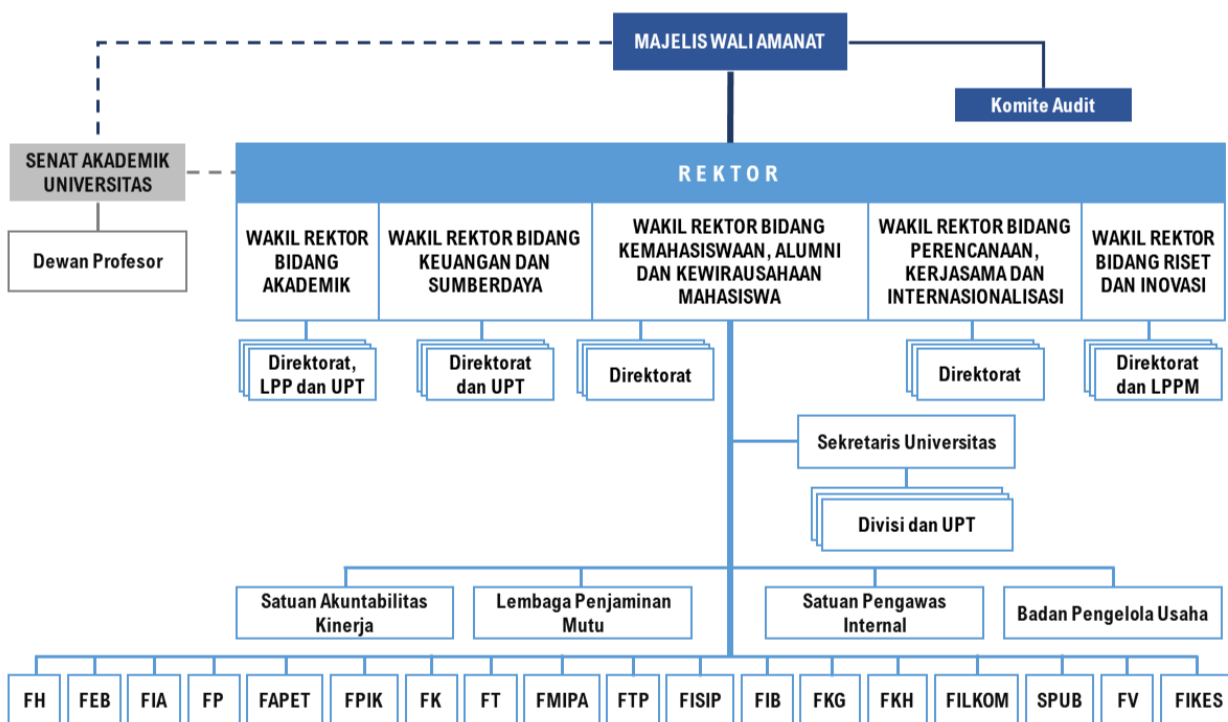 MAJELIS WALI AMANAT
Komite Audit
SENAT AKADEMIK
UNIVERSITAS
Dewan Profesor
REKTOR
WAKIL REKTOR
BIDANG
AKADEMIK
WAKIL REKTOR BIDANG
KEUANGAN DAN
SUMBERDAYA
WAKIL REKTOR BIDANG
KEMAHASISWAAN, ALUMNI
DAN KEWIRAUSAHAAN
MAHASISWA
WAKIL REKTOR BIDANG
PERENCANAAN,
KERJASAMA DAN
INTERNASIONALISASI
WAKIL REKTOR
BIDANG RISET
DAN INOVASI
Direktorat,
LPP dan UPT
Direktorat
dan UPT
Direktorat
Direktorat
Direktorat
dan LPPM
Sekretaris Universitas
Divisi dan UPT
Satuan Akuntabilitas
Kinerja
Lembaga Penjaminan
Mutu
Satuan Pengawas
Internal
Badan Pengelola Usaha
FH
FEB
FIA
FP
FAPET
FPIK
FK
FT
FMIPA
FTP
FISIP
FIB
FKG
FKH
FILKOM
SPUB
FV
FIKES